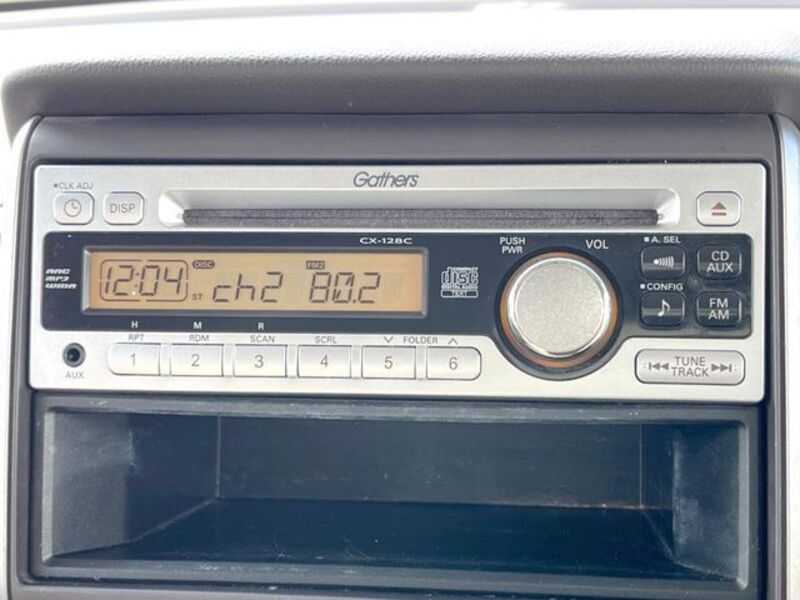 Gathers
CLK ADJ
DISP
CX-128C
PUSH PWR
VOL
A. SEL
CD AUX
AAC
MP3
WMA
12:04
DISC
ST
ch2
FM2
80.2
COMPACT
disc
DIGITAL AUDIO
TEXT
CONFIG
FM AM
H M R
RPT RDM SCAN SCRL FOLDER
1 2 3 4 5 6
AUX
TUNE
TRACK